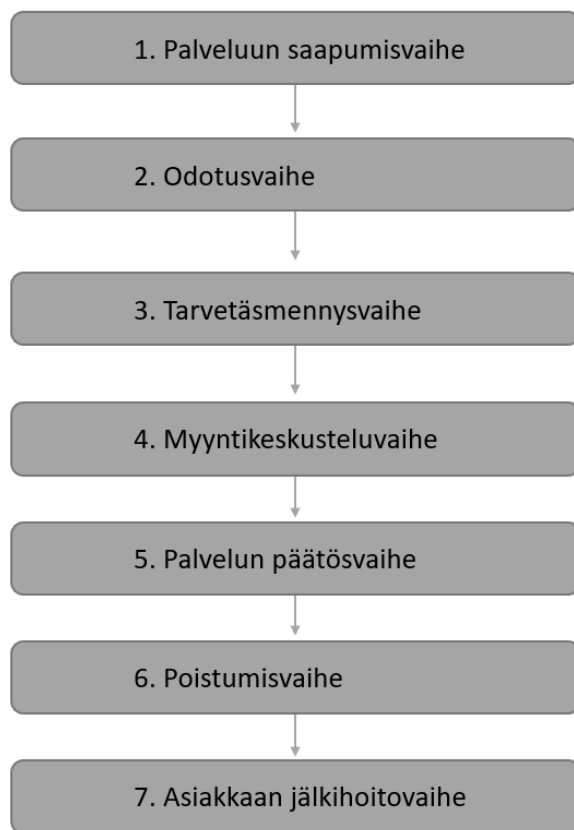 1. Palveluun saapumisvaihe
2. Odotusvaihe
3. Tarvetäsmennysvaihe
4. Myyntikeskusteluvaihe
5. Palvelun päätösvaihe
6. Poistumisvaihe
7. Asiakkaan jälkihoitovaihe